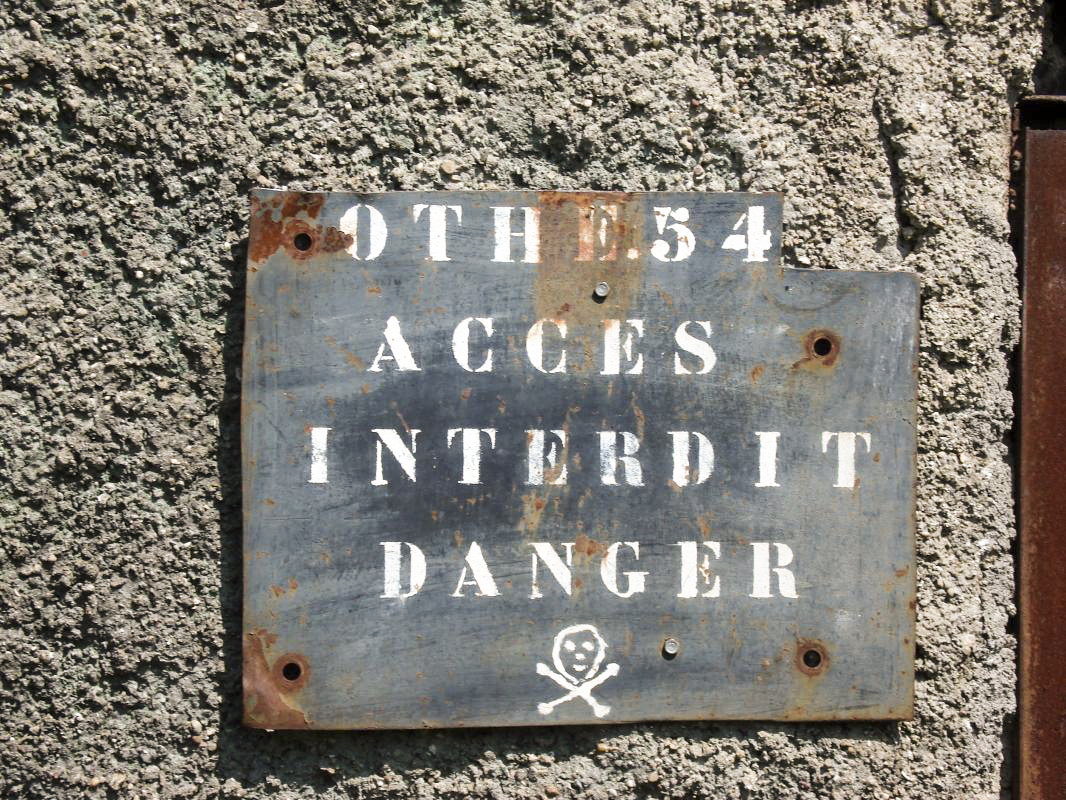 OTHE.54
ACCES
INTERDIT
DANGER